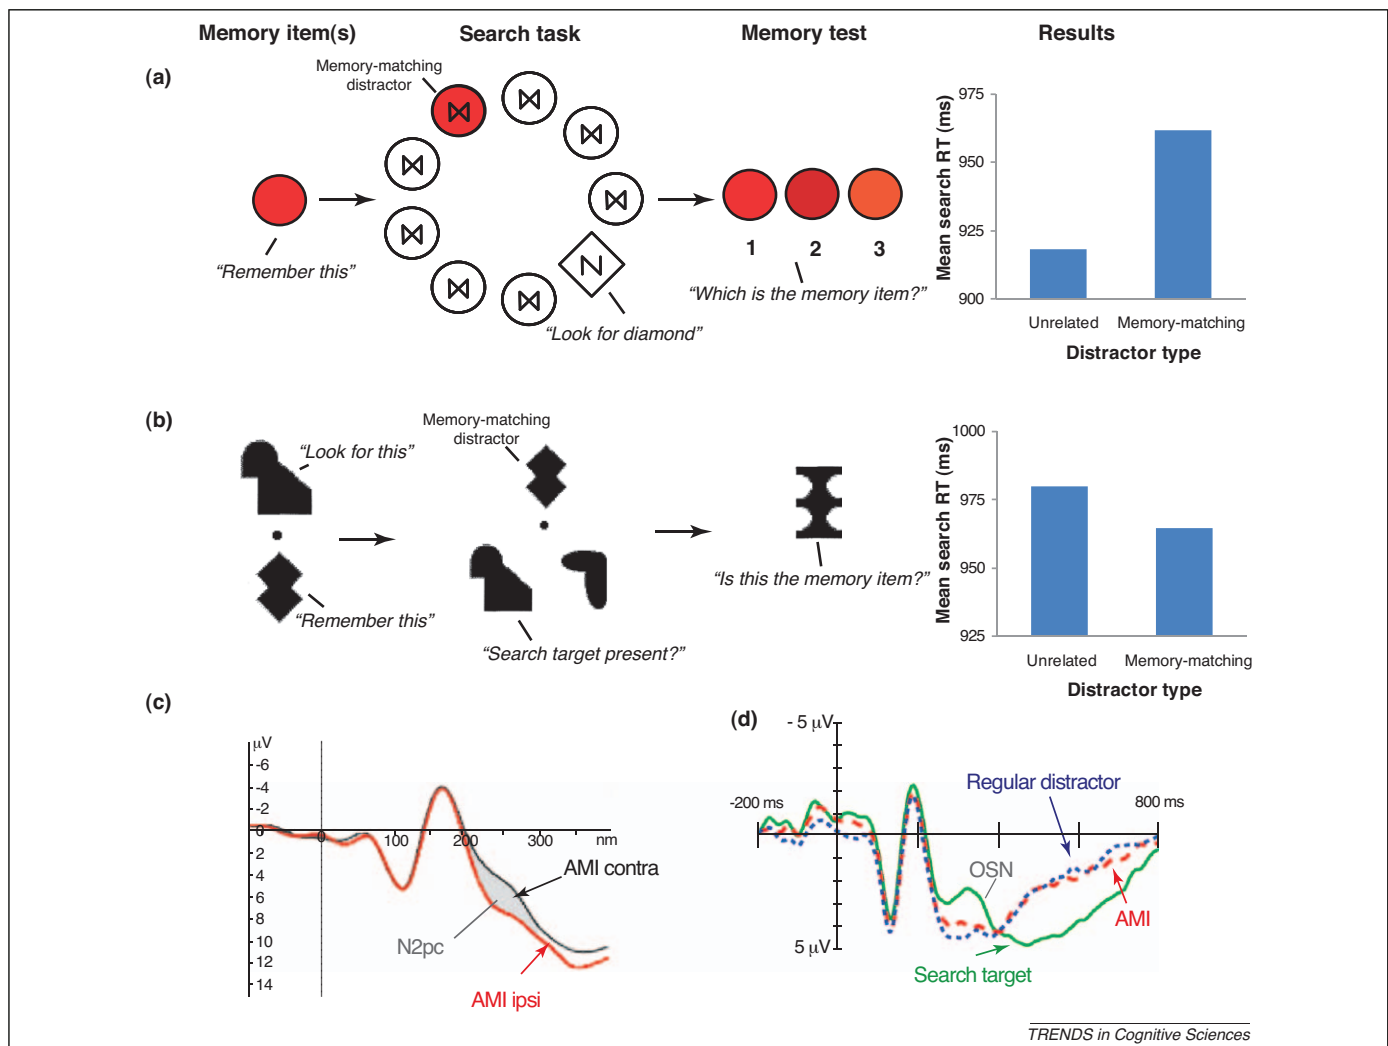 Memory item(s) Search task Memory test Results
(a)
Memory-matching
distractor
"Remember this"
"Look for diamond"
1 2 3
"Which is the memory item?"
Mean search RT (ms)
975
950
925
900
Unrelated Memory-matching
Distractor type
(b)
"Look for this"
"Remember this"
Memory-matching
distractor
"Search target present?"
"Is this the memory item?"
Mean search RT (ms)
1000
975
950
925
Unrelated Memory-matching
Distractor type
(c)
μV
-6
-4
-2
0
2
4
6
8
10
12
14
0 100 200 300 nm
AMI contra
N2pc
AMI ipsi
(d)
- 5 μV
-200 ms
800 ms
5 μV
Regular distractor
OSN
AMI
Search target
TRENDS in Cognitive Sciences